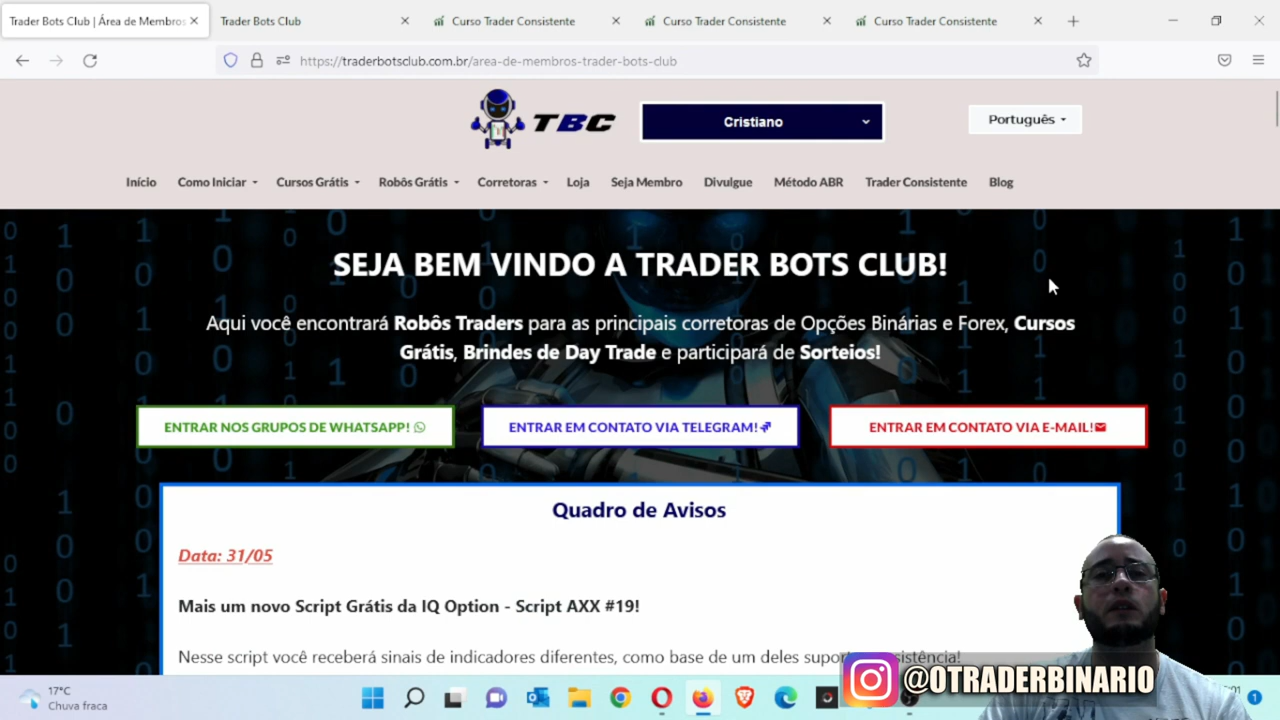 Trader Bots Club | Área de Membros
Trader Bots Club
Curso Trader Consistente
Curso Trader Consistente
Curso Trader Consistente
https://traderbotsclub.com.br/area-de-membros-trader-bots-club
TBC
Cristiano
Português
Início Como Iniciar Cursos Grátis Robôs Grátis Corretoras Loja Seja Membro Divulgue Método ABR Trader Consistente Blog
SEJA BEM VINDO A TRADER BOTS CLUB!
Aqui você encontrará Robôs Traders para as principais corretoras de Opções Binárias e Forex, Cursos
Grátis, Brindes de Day Trade e participará de Sorteios!
ENTRAR NOS GRUPOS DE WHATSAPP!
ENTRAR EM CONTATO VIA TELEGRAM!
ENTRAR EM CONTATO VIA E-MAIL!
Quadro de Avisos
Data: 31/05
Mais um novo Script Grátis da IQ Option - Script AXX #19!
Nesse script você receberá sinais de indicadores diferentes, como base de um deles
@OTRADERBINARIO
17°C
Chuva fraca